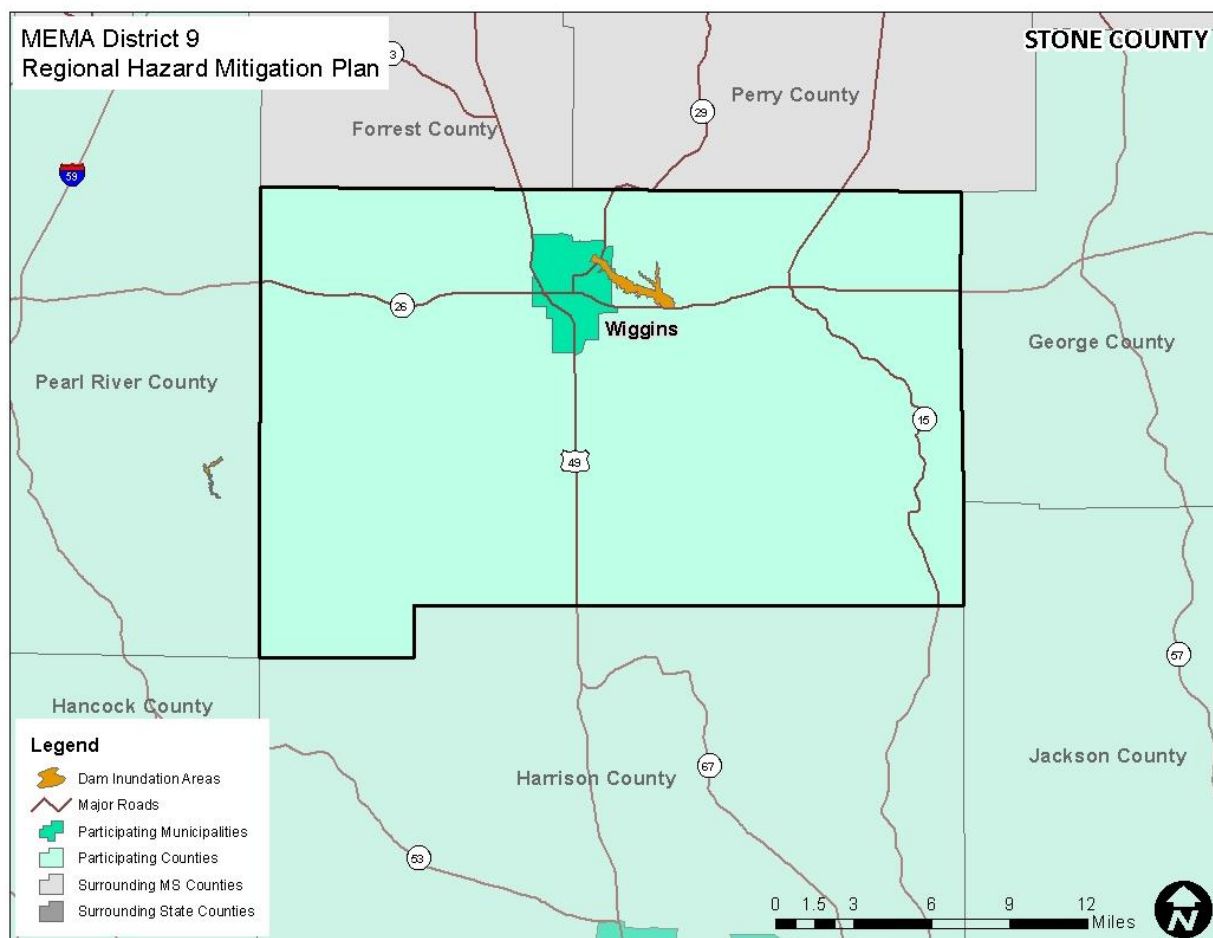 MEMA District 9
Regional Hazard Mitigation Plan
STONE COUNTY
Perry County
Forrest County
29
59
26
Wiggins
George County
Pearl River County
15
49
57
Hancock County
Jackson County
Harrison County
67
53
Legend
Dam Inundation Areas
Major Roads
Participating Municipalities
Participating Counties
Surrounding MS Counties
Surrounding State Counties
0 1.5 3 6 9 12
Miles
N